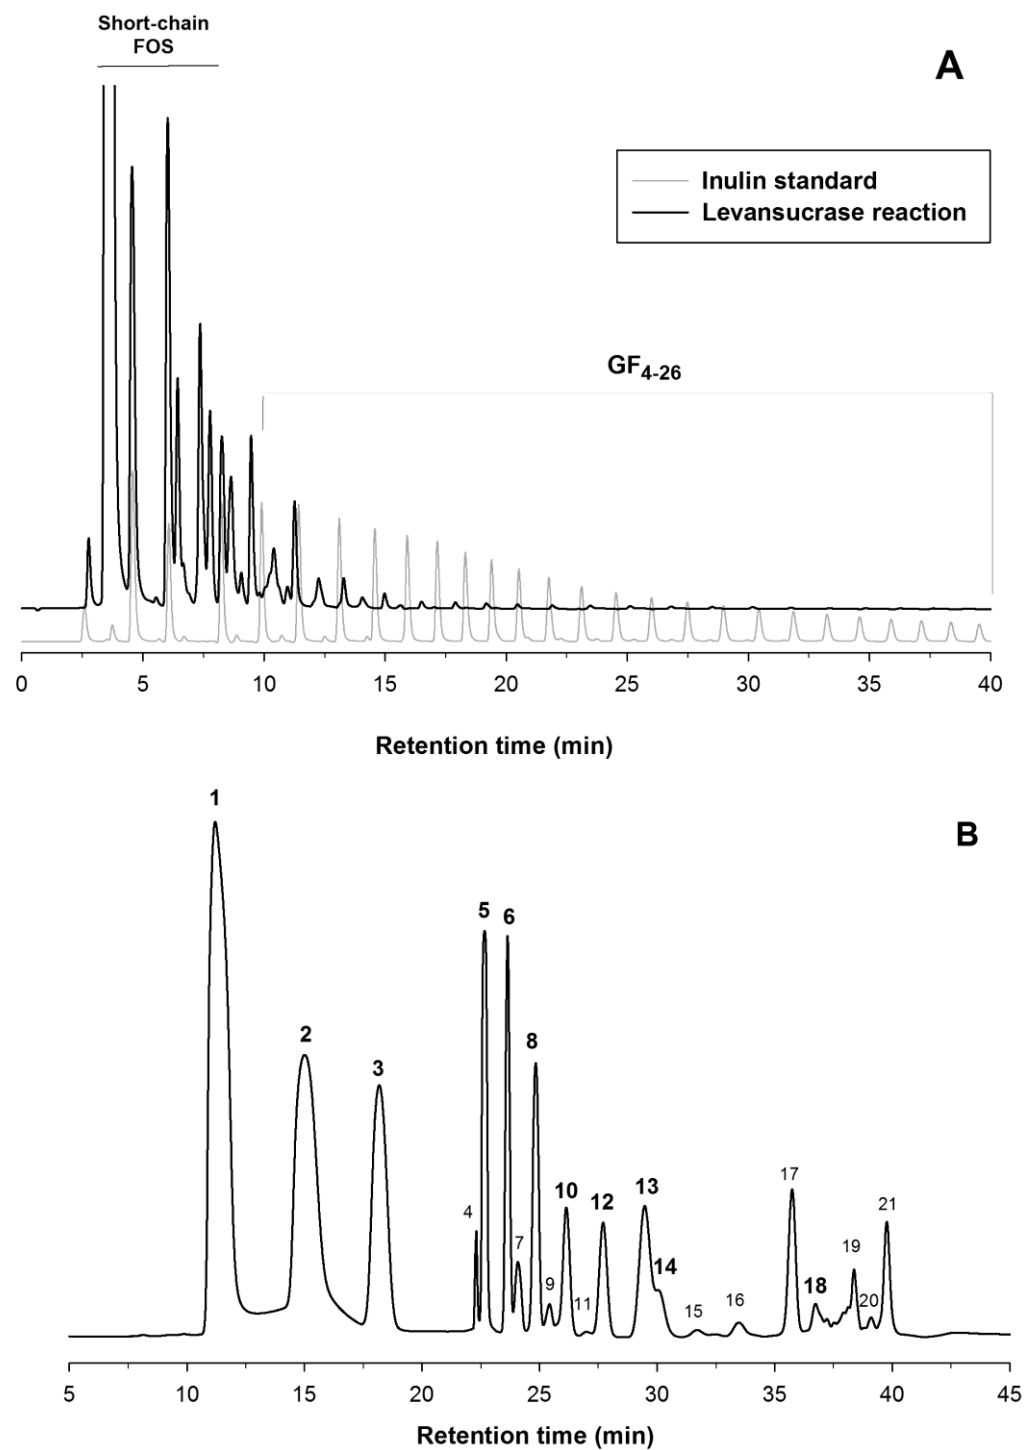 Short-chain
FOS
A
Inulin standard
Levansucrase reaction
GF4-26
0 5 10 15 20 25 30 35 40
Retention time (min)
1
B
5 6
2
8
3
17
10 13
12
4
21
7
14
19
9
18
11
15
16
20
5 10 15 20 25 30 35 40 45
Retention time (min)